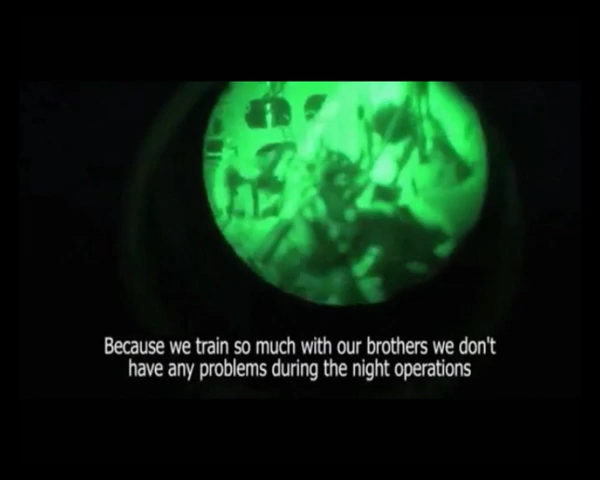 Because we train so much with our brothers we don't
have any problems during the night operations